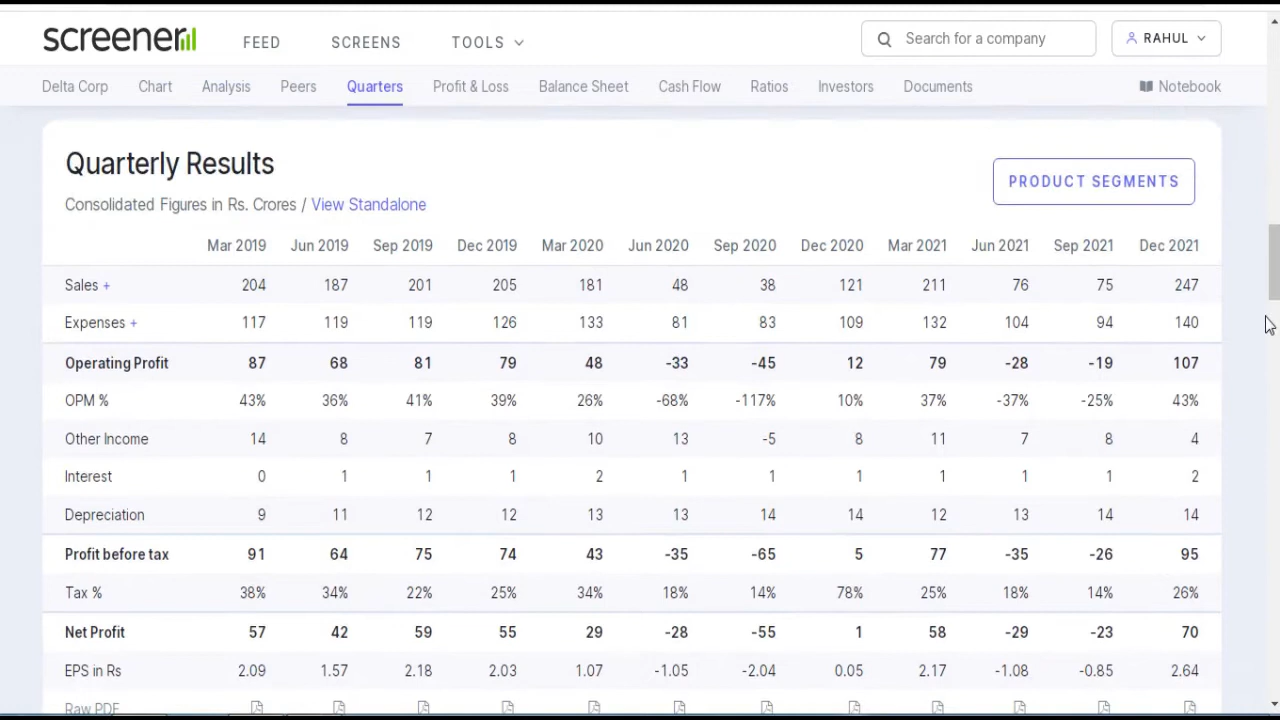 screener
FEED SCREENS TOOLS Search for a company RAHUL
Delta Corp Chart Analysis Peers Quarters Profit & Loss Balance Sheet Cash Flow Ratios Investors Documents Notebook
Quarterly Results
PRODUCT SEGMENTS
Consolidated Figures in Rs. Crores / View Standalone
Mar 2019 Jun 2019 Sep 2019 Dec 2019 Mar 2020 Jun 2020 Sep 2020 Dec 2020 Mar 2021 Jun 2021 Sep 2021 Dec 2021
Sales + 204 187 201 205 181 48 38 121 211 76 75 247
Expenses + 117 119 119 126 133 81 83 109 132 104 94 140
Operating Profit 87 68 81 79 48 -33 -45 12 79 -28 -19 107
OPM % 43% 36% 41% 39% 26% -68% -117% 10% 37% -37% -25% 43%
Other Income 14 8 7 8 10 13 -5 8 11 7 8 4
Interest 0 1 1 1 2 1 1 1 1 1 1 2
Depreciation 9 11 12 12 13 13 14 14 12 13 14 14
Profit before tax 91 64 75 74 43 -35 -65 5 77 -35 -26 95
Tax % 38% 34% 22% 25% 34% 18% 14% 78% 25% 18% 14% 26%
Net Profit 57 42 59 55 29 -28 -55 1 58 -29 -23 70
EPS in Rs 2.09 1.57 2.18 2.03 1.07 -1.05 -2.04 0.05 2.17 -1.08 -0.85 2.64
Raw PDF